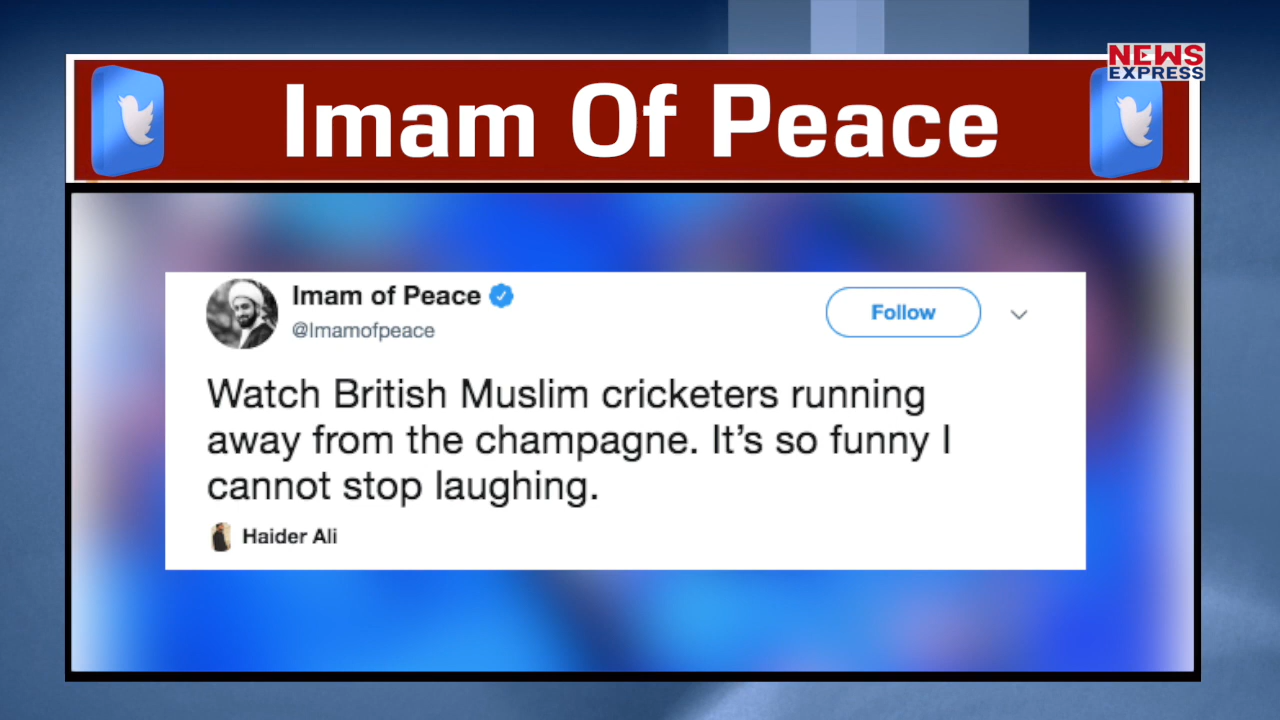 NEWS
EXPRESS
Imam Of Peace
Imam of Peace
@Imamofpeace
Follow
Watch British Muslim cricketers running
away from the champagne. It’s so funny I
cannot stop laughing.
Haider Ali